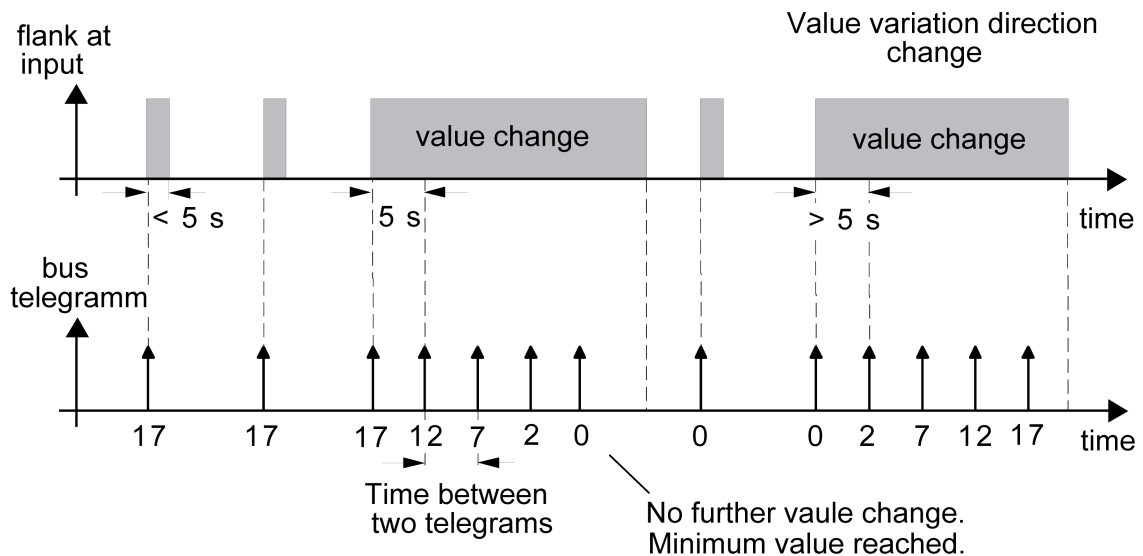 flank at
input
Value variation direction
change
value change
value change
< 5 s
5 s
> 5 s
time
bus
telegramm
17 17 17 12 7 2 0 0 0 2 7 12 17
time
Time between
two telegrams
No further vaule change.
Minimum value reached.